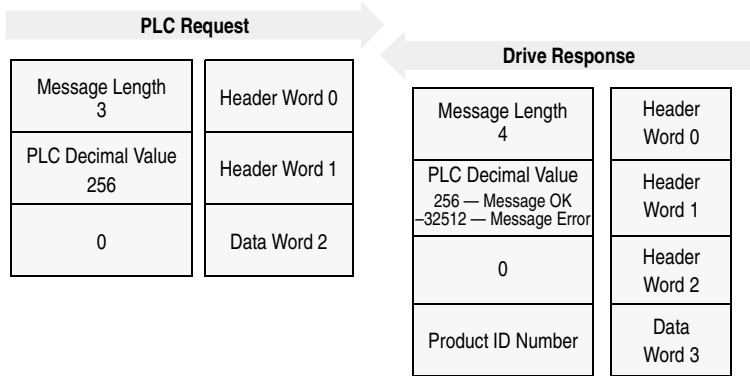 PLC Request
Message Length
3
Header Word 0
PLC Decimal Value
256
Header Word 1
0
Data Word 2
Drive Response
Message Length
4
Header
Word 0
PLC Decimal Value
256 — Message OK
–32512 — Message Error
Header
Word 1
0
Header
Word 2
Product ID Number
Data
Word 3